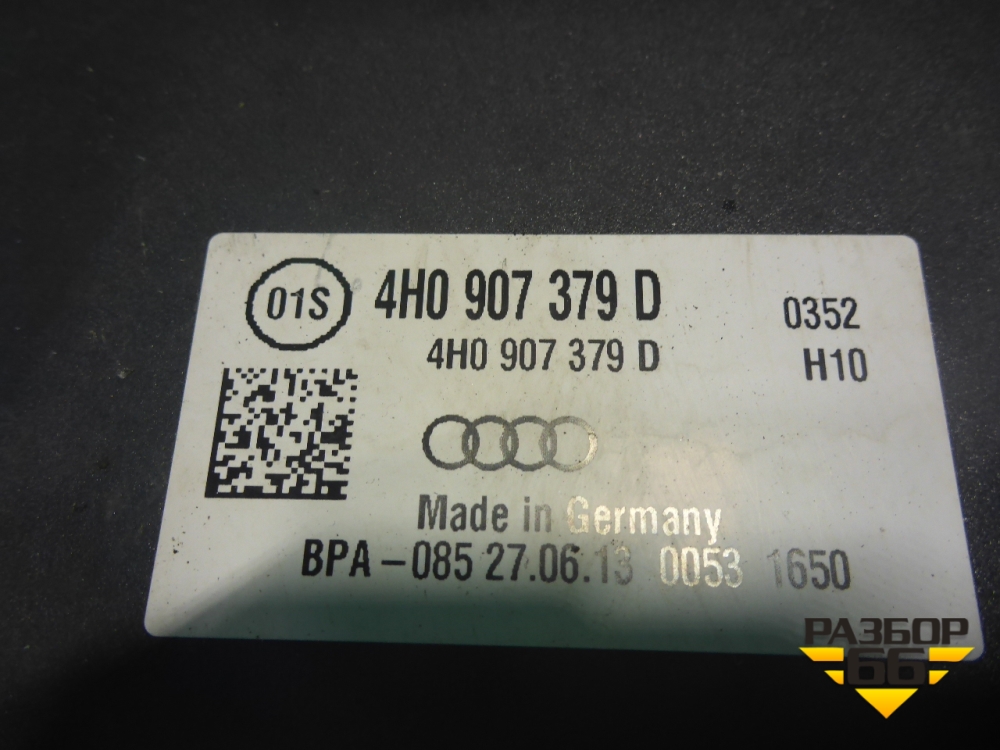 01S 4H0 907 379 D 0352
4H0 907 379 D H10
Made in Germany
BPA-085 27.06.13 0053 1650
РАЗБОР
66